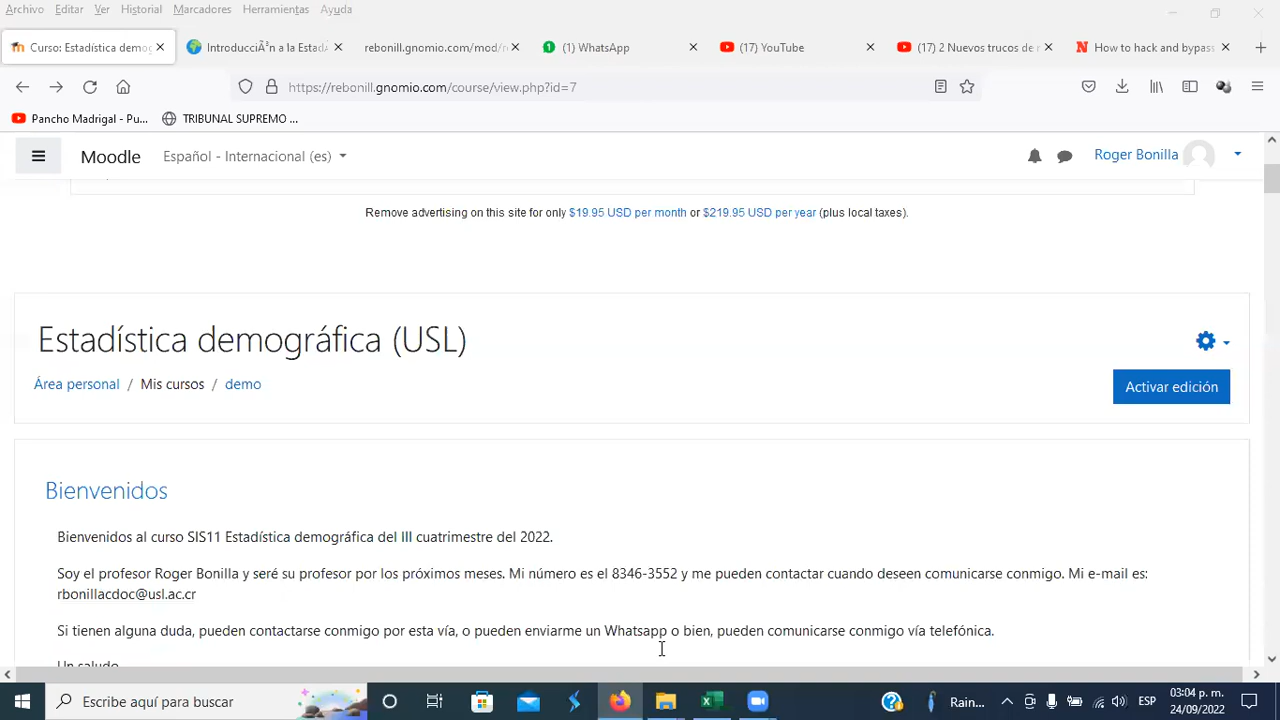 Archivo Editar Ver Historial Marcadores Herramientas Ayuda
Curso: Estadística demog
IntroducciÃ³n a la Estad
rebonill.gnomio.com/mod/
(1) WhatsApp
(17) YouTube
(17) 2 Nuevos trucos de
How to hack and bypass
https://rebonill.gnomio.com/course/view.php?id=7
Pancho Madrigal - Pu...
TRIBUNAL SUPREMO ...
Moodle
Español - Internacional (es)
Roger Bonilla
Remove advertising on this site for only $19.95 USD per month or $219.95 USD per year (plus local taxes).
Estadística demográfica (USL)
Área personal / Mis cursos / demo
Activar edición
Bienvenidos
Bienvenidos al curso SIS11 Estadística demográfica del III cuatrimestre del 2022.
Soy el profesor Roger Bonilla y seré su profesor por los próximos meses. Mi número es el 8346-3552 y me pueden contactar cuando deseen comunicarse conmigo. Mi e-mail es:
rbonillacdoc@usl.ac.cr
Si tienen alguna duda, pueden contactarse conmigo por esta vía, o pueden enviarme un Whatsapp o bien, pueden comunicarse conmigo vía telefónica.
Un saludo
Escribe aquí para buscar
Rain...
ESP
03:04 p. m.
24/09/2022